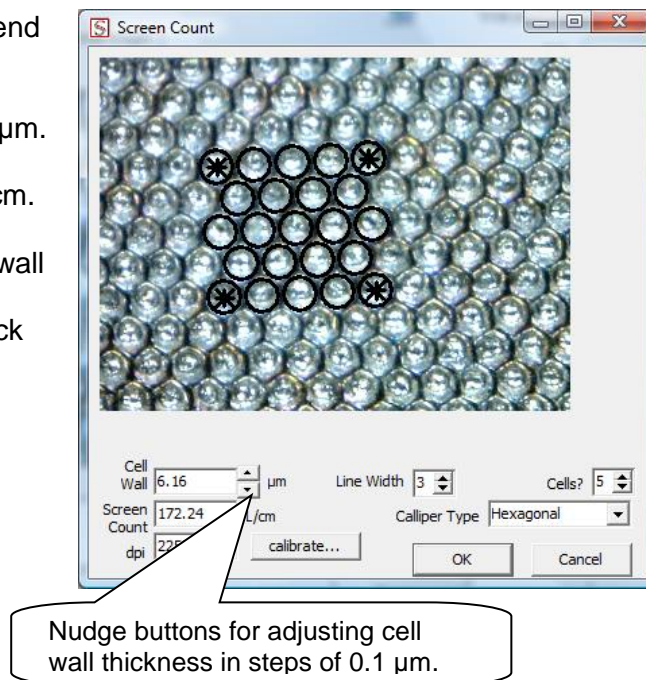 end
µm.
cm.
wall
ck
Screen Count
Cell
Wall 6.16 µm Line Width 3 Cells? 5
Screen
Count 172.24 L/cm Calliper Type Hexagonal
dpi calibrate... OK Cancel
Nudge buttons for adjusting cell
wall thickness in steps of 0.1 µm.